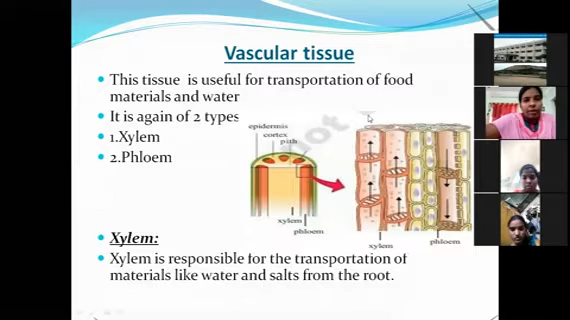 Vascular tissue
This tissue is useful for transportation of food
materials and water
It is again of 2 types
1.Xylem
2.Phloem
epidermis
cortex
pith
xylem
phloem
xylem
phloem
Xylem:
Xylem is responsible for the transportation of
materials like water and salts from the root.